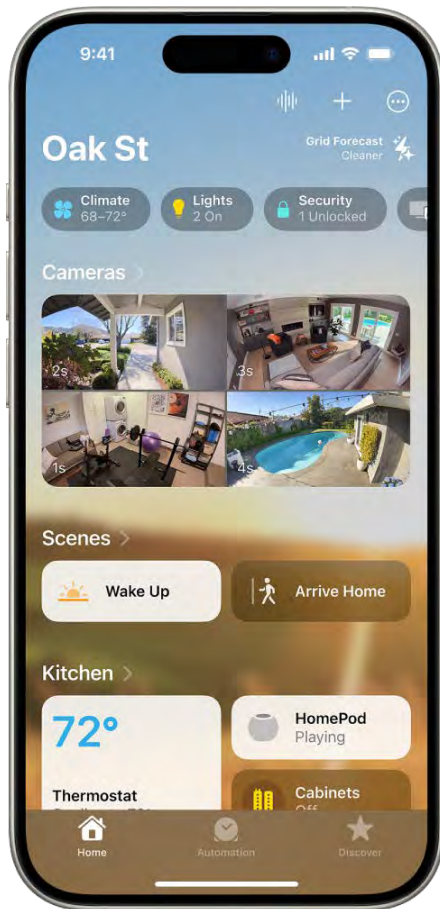 9:41
Oak St
Grid Forecast
Cleaner
Climate
68–72°
Lights
2 On
Security
1 Unlocked
Cameras
2s
3s
1s
4s
Scenes
Wake Up
Arrive Home
Kitchen
72°
HomePod
Playing
Thermostat
Cabinets
Off
Home
Automation
Discover